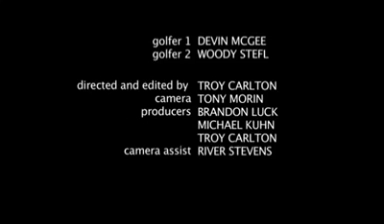 golfer 1 DEVIN MCGEE
golfer 2 WOODY STEFL
directed and edited by TROY CARLTON
camera TONY MORIN
producers BRANDON LUCK
MICHAEL KUHN
TROY CARLTON
camera assist RIVER STEVENS